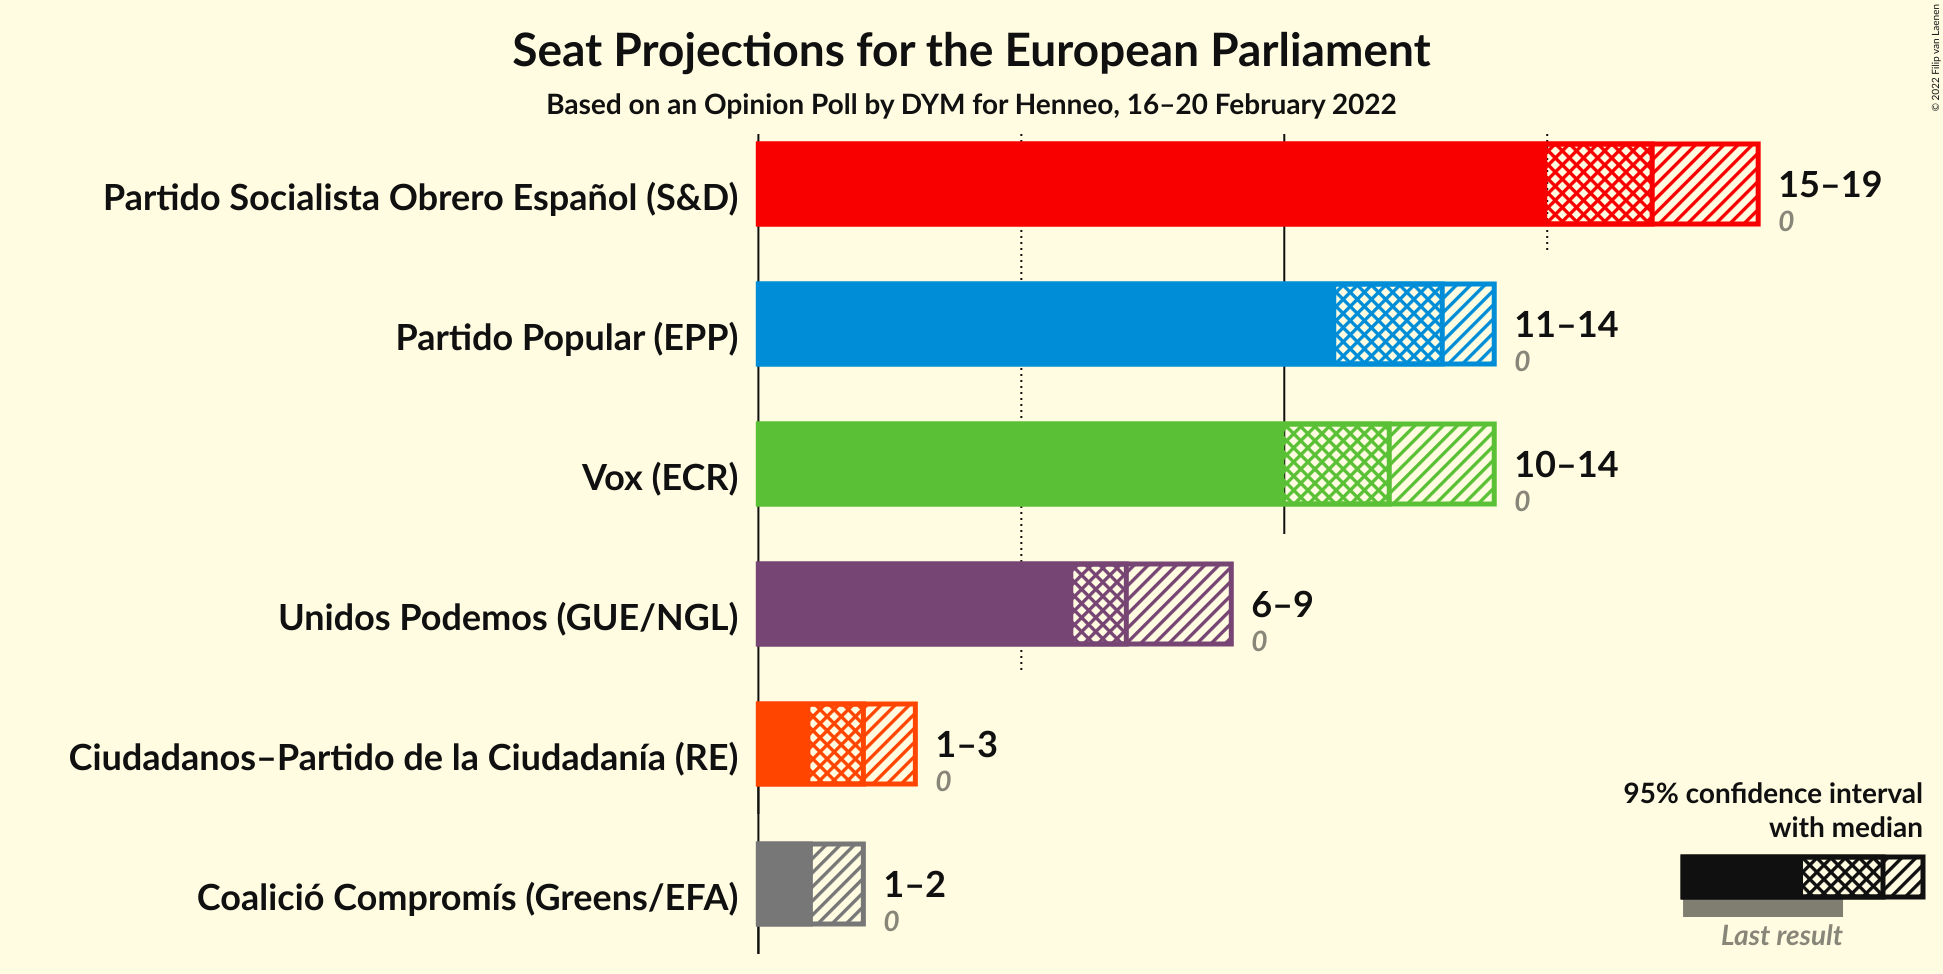 Seat Projections for the European Parliament
Based on an Opinion Poll by DYM for Henneo, 16–20 February 2022
© 2022 Filip van Laenen
Partido Socialista Obrero Español (S&D)
15–19
0
Partido Popular (EPP)
11–14
0
Vox (ECR)
10–14
0
Unidos Podemos (GUE/NGL)
6–9
0
Ciudadanos–Partido de la Ciudadanía (RE)
1–3
0
Coalició Compromís (Greens/EFA)
1–2
0
95% confidence interval
with median
Last result